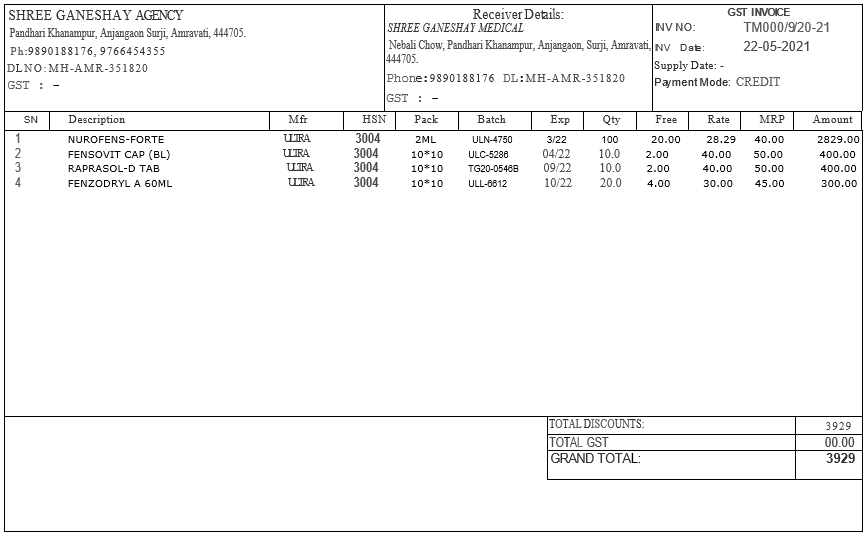 SHREE GANESHAY AGENCY
Pandhari Khanampur, Anjangaon Surji, Amravati, 444705.
Ph:9890188176, 9766454355
DLNO:MH-AMR-351820
GST : –
Receiver Details:
SHREE GANESHAY MEDICAL
Nebali Chow, Pandhari Khanampur, Anjangaon, Surji, Amravati,
444705.
Phone:9890188176 DL:MH-AMR-351820
GST : –
GST INVOICE
INV NO: TM000/9/20-21
INV Date: 22-05-2021
Supply Date: -
Payment Mode: CREDIT
SN Description Mfr HSN Pack Batch Exp Qty Free Rate MRP Amount
1 NUROFENS-FORTE ULTRA 3004 2ML ULN-4750 3/22 100 20.00 28.29 40.00 2829.00
2 FENSOVIT CAP (BL) ULTRA 3004 10*10 ULC-5286 04/22 10.0 2.00 40.00 50.00 400.00
3 RAPRASOL-D TAB ULTRA 3004 10*10 TG20-0546B 09/22 10.0 2.00 40.00 50.00 400.00
4 FENZODRYL A 60ML ULTRA 3004 10*10 ULL-6612 10/22 20.0 4.00 30.00 45.00 300.00
TOTAL DISCOUNTS: 3929
TOTAL GST 00.00
GRAND TOTAL: 3929